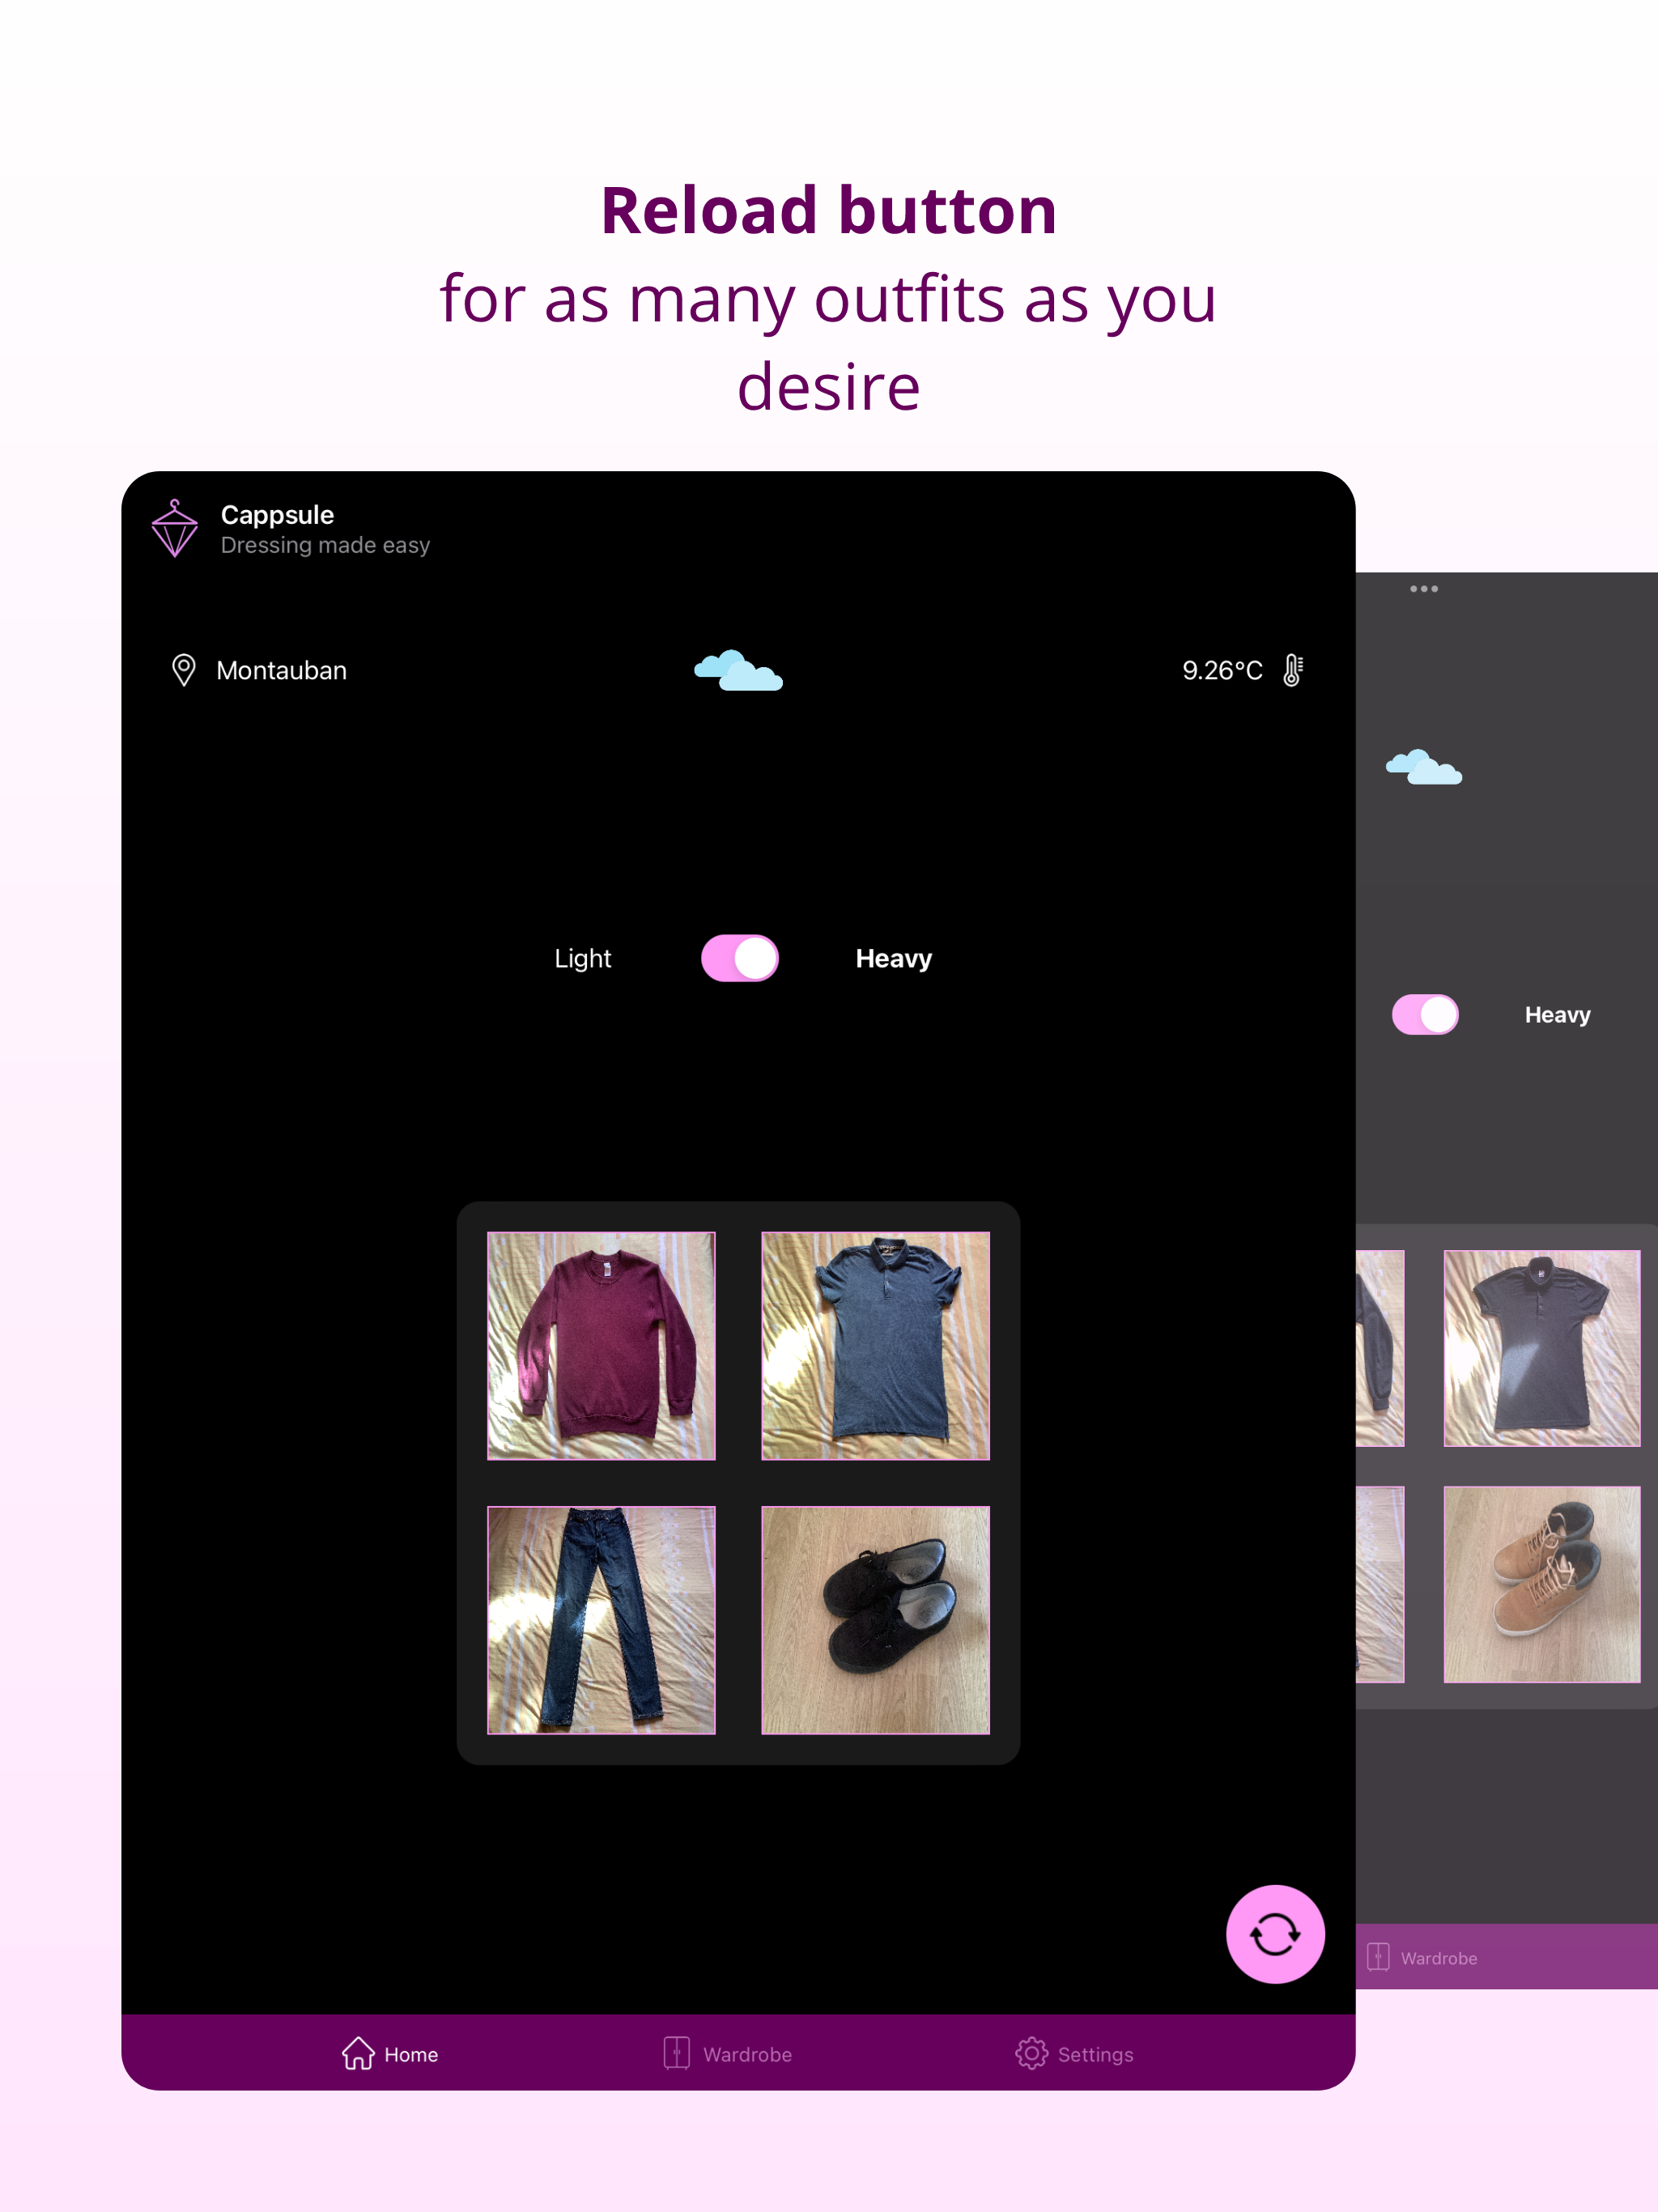 Reload button
for as many outfits as you
desire
Cappsule
Dressing made easy
Montauban
9.26°C
Light
Heavy
Heavy
Home
Wardrobe
Settings
Wardrobe